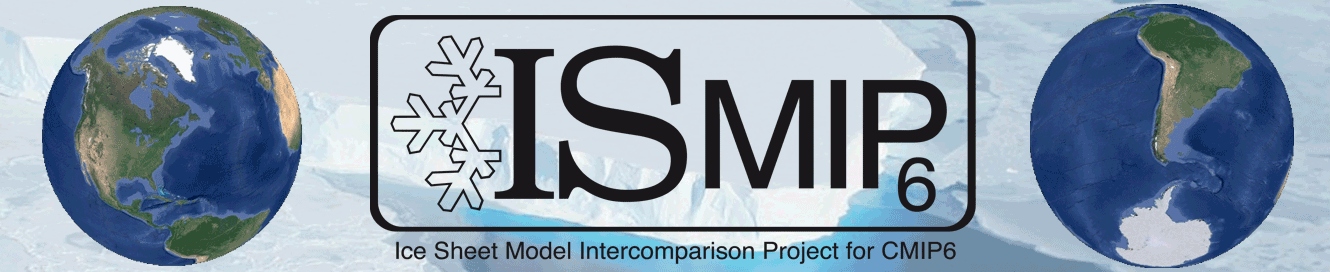 ISMIP6
Ice Sheet Model Intercomparison Project for CMIP6